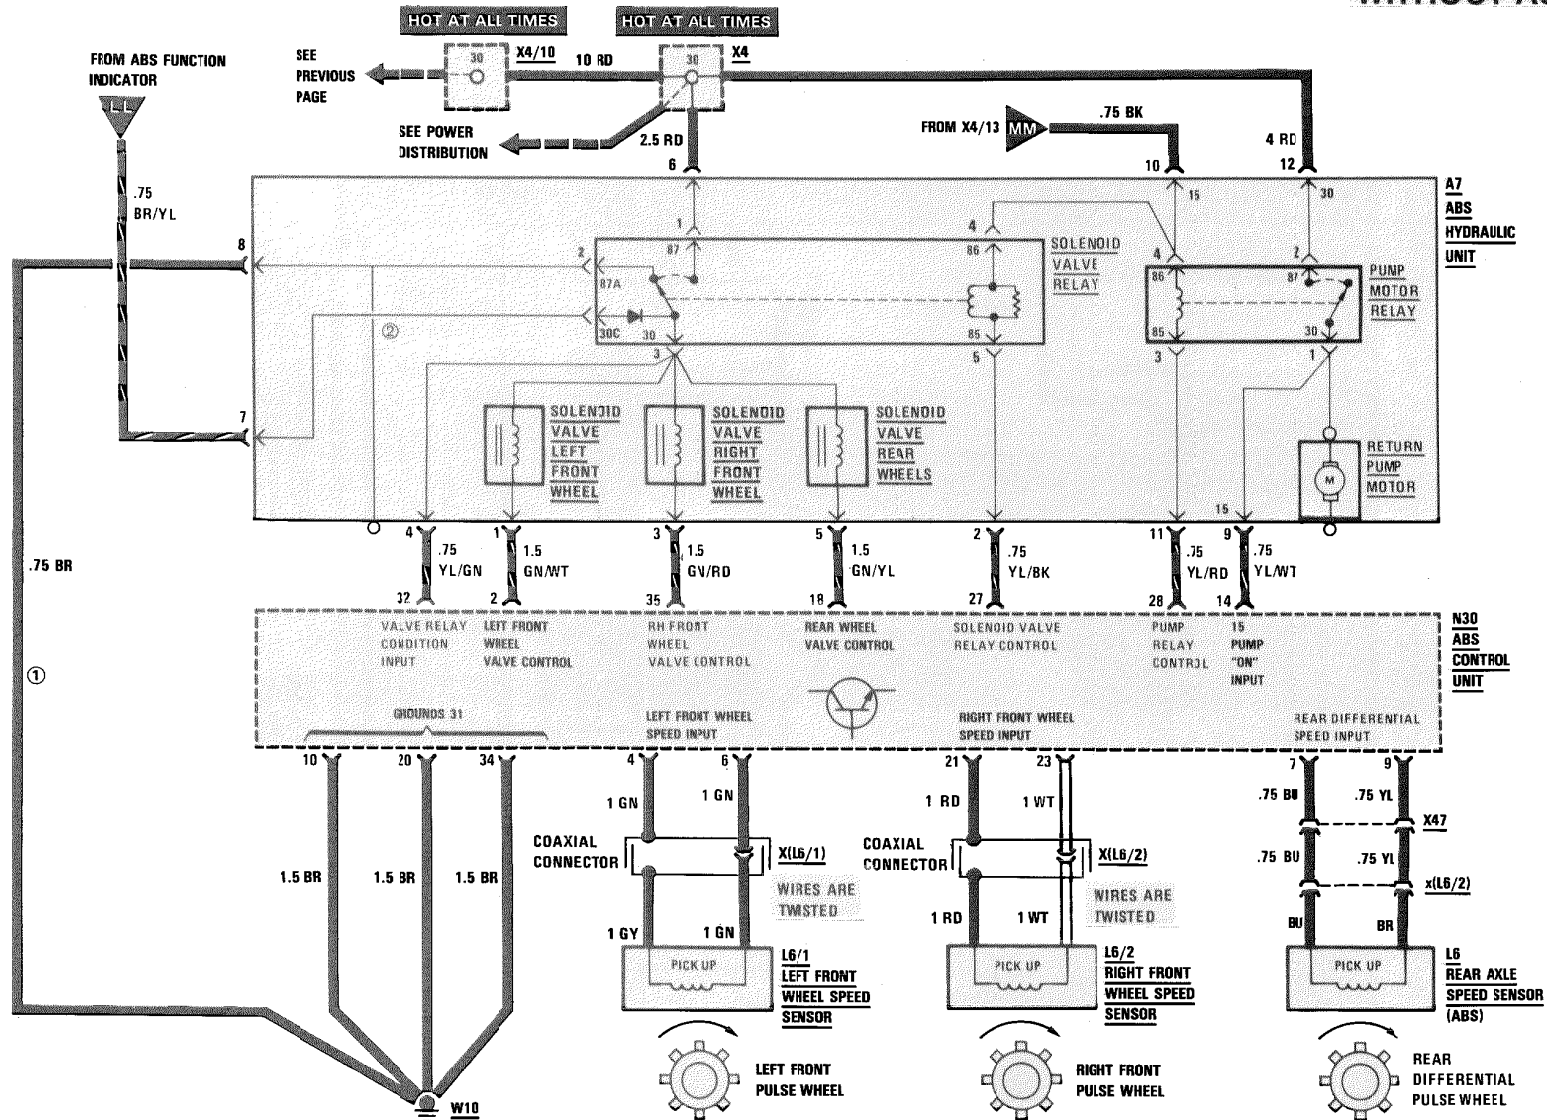 HOT AT ALL TIMES
HOT AT ALL TIMES
FROM ABS FUNCTION
INDICATOR
LL
SEE
PREVIOUS
PAGE
30
X4/10
10 RD
30
X4
SEE POWER
DISTRIBUTION
2.5 RD
6
FROM X4/13
MM
.75 BK
10
4 RD
12
.75
BR/YL
A7
ABS
HYDRAULIC
UNIT
15
30
8
2
1
87
4
86
SOLENOID
VALVE
RELAY
4
86
2
87
PUMP
MOTOR
RELAY
87A
30C
30
85
85
30
2
3
5
3
1
7
SOLENOID
VALVE
LEFT
FRONT
WHEEL
SOLENOID
VALVE
RIGHT
FRONT
WHEEL
SOLENOID
VALVE
REAR
WHEELS
RETURN
PUMP
MOTOR
M
15
4
1
3
5
2
11
9
.75
YL/GN
1.5
GN/WT
1.5
GN/RD
1.5
GN/YL
.75
YL/BK
.75
YL/RD
.75
YL/WT
.75 BR
32
2
35
18
27
28
14
VALVE RELAY
CONDITION
INPUT
LEFT FRONT
WHEEL
VALVE CONTROL
RH FRONT
WHEEL
VALVE CONTROL
REAR WHEEL
VALVE CONTROL
SOLENOID VALVE
RELAY CONTROL
PUMP
RELAY
CONTROL
15
PUMP
"ON"
INPUT
N30
ABS
CONTROL
UNIT
1
GROUNDS 31
LEFT FRONT WHEEL
SPEED INPUT
RIGHT FRONT WHEEL
SPEED INPUT
REAR DIFFERENTIAL
SPEED INPUT
10
20
34
4
6
21
23
7
9
1 GN
1 GN
1 RD
1 WT
.75 BU
.75 YL
X47
COAXIAL
CONNECTOR
X(L6/1)
COAXIAL
CONNECTOR
X(L6/2)
.75 BU
.75 YL
x(L6/2)
1.5 BR
1.5 BR
1.5 BR
WIRES ARE
TWISTED
WIRES ARE
TWISTED
1 GY
1 GN
1 RD
1 WT
BU
BR
PICK UP
L6/1
LEFT FRONT
WHEEL SPEED
SENSOR
PICK UP
L6/2
RIGHT FRONT
WHEEL SPEED
SENSOR
PICK UP
L6
REAR AXLE
SPEED SENSOR
(ABS)
LEFT FRONT
PULSE WHEEL
RIGHT FRONT
PULSE WHEEL
REAR
DIFFERENTIAL
PULSE WHEEL
W10